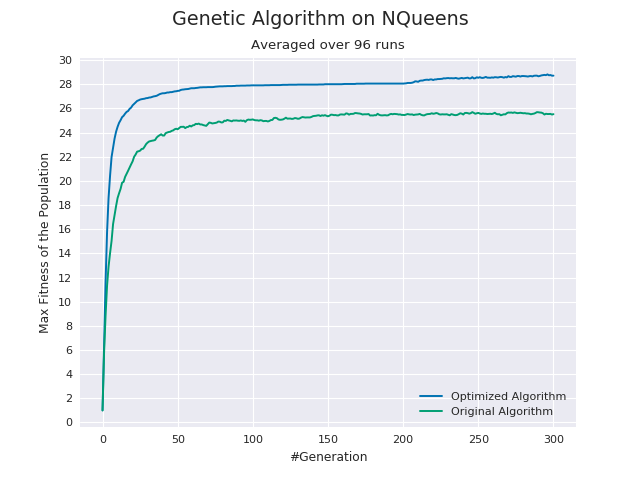 Genetic Algorithm on NQueens
Averaged over 96 runs
Max Fitness of the Population
30
28
26
24
22
20
18
16
14
12
10
8
6
4
2
0
Optimized Algorithm
Original Algorithm
0 50 100 150 200 250 300
#Generation